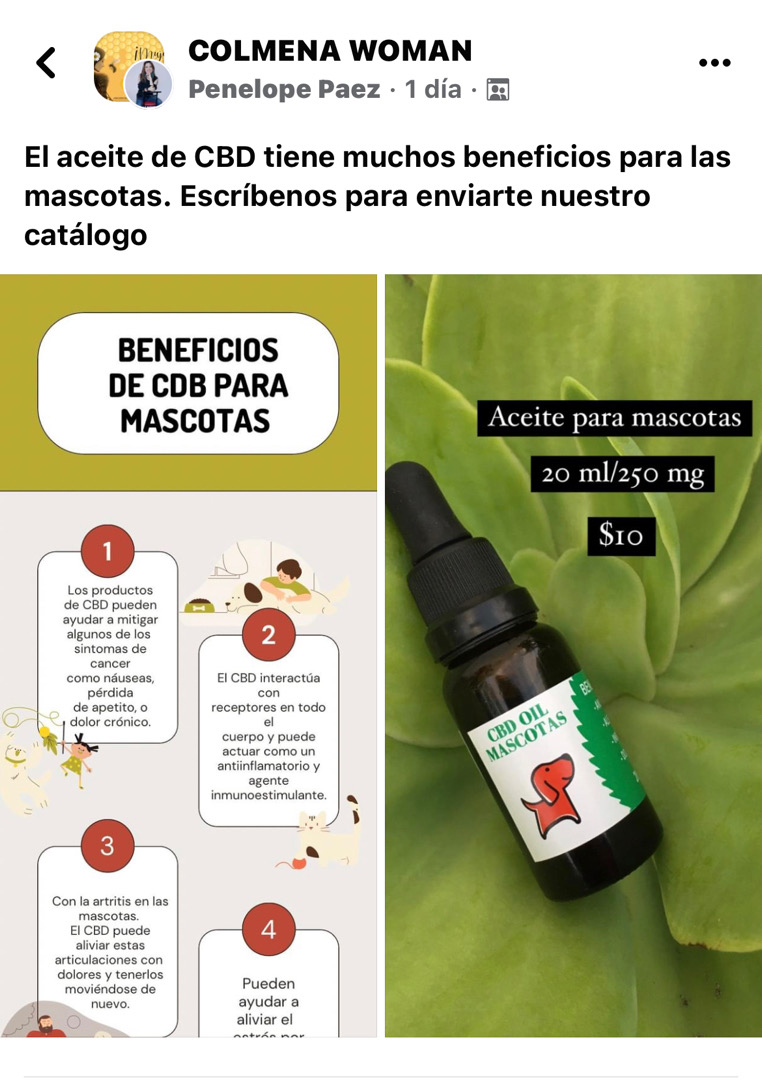 COLMENA WOMAN
Penelope Paez · 1 día ·
El aceite de CBD tiene muchos beneficios para las
mascotas. Escríbenos para enviarte nuestro
catálogo
BENEFICIOS
DE CDB PARA
MASCOTAS
1
Los productos
de CBD pueden
ayudar a mitigar
algunos de los
sintomas de
cancer
como náuseas,
pérdida
de apetito, o
dolor crónico.
2
El CBD interactúa
con
receptores en todo
el
cuerpo y puede
actuar como un
antiinflamatorio y
agente
inmunoestimulante.
3
Con la artritis en las
mascotas.
El CBD puede
aliviar estas
articulaciones con
dolores y tenerlos
moviéndose de
nuevo.
4
Pueden
ayudar a
aliviar el
estrés por
Aceite para mascotas
20 ml/250 mg
$10
CBD OIL
MASCOTAS